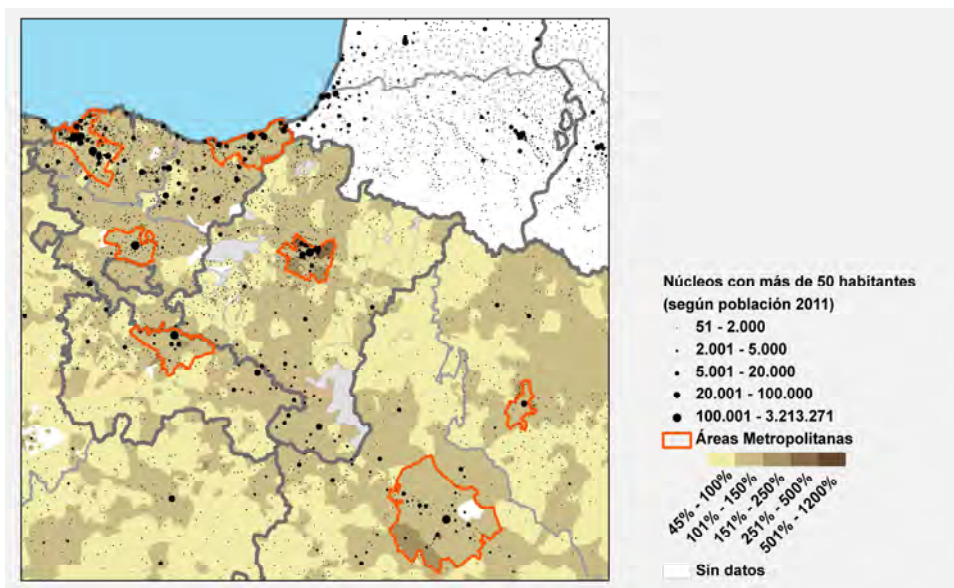 Núcleos con más de 50 habitantes
(según población 2011)
51 - 2.000
2.001 - 5.000
5.001 - 20.000
20.001 - 100.000
100.001 - 3.213.271
Áreas Metropolitanas
45% - 100%
101% - 150%
151% - 250%
251% - 500%
501% - 1200%
Sin datos